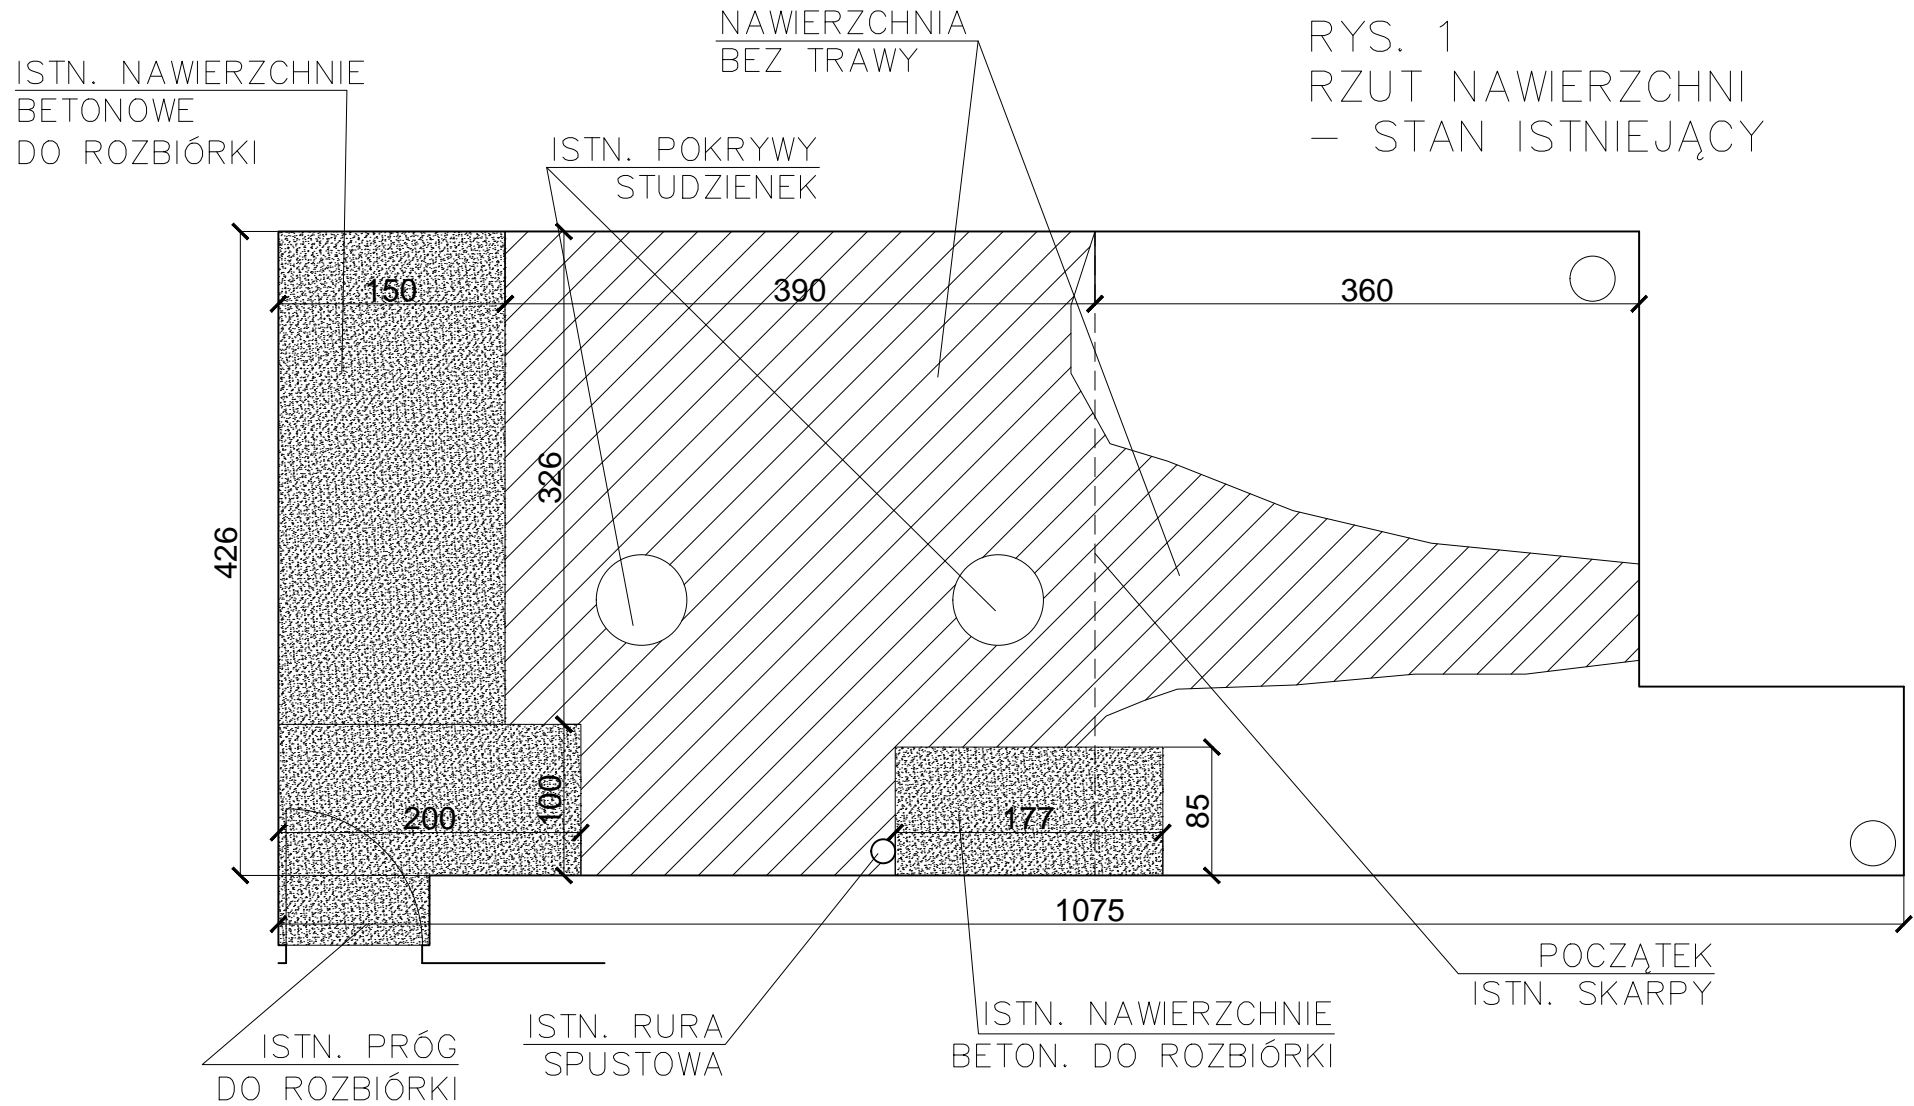 NAWIERZCHNIA
BEZ TRAWY
RYS. 1
RZUT NAWIERZCHNI
– STAN ISTNIEJĄCY
ISTN. NAWIERZCHNIE
BETONOWE
DO ROZBIÓRKI
ISTN. POKRYWY
STUDZIENEK
150
390
360
326
426
100
200
177
85
1075
POCZĄTEK
ISTN. SKARPY
ISTN. NAWIERZCHNIE
BETON. DO ROZBIÓRKI
ISTN. RURA
SPUSTOWA
ISTN. PRÓG
DO ROZBIÓRKI